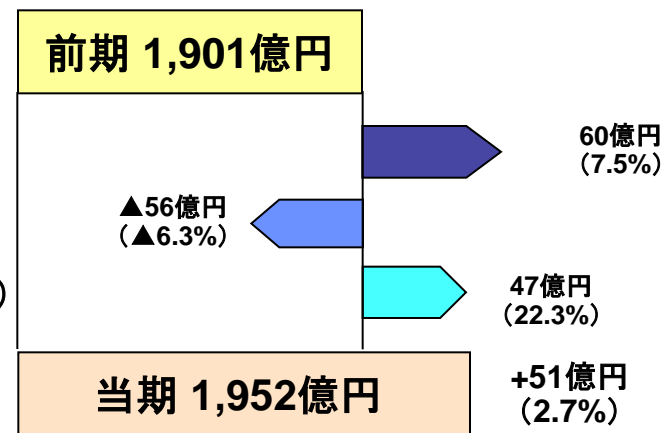 前期 1,901億円
60億円
（7.5%）
▲56億円
（▲6.3%）
）
47億円
（22.3%）
当期 1,952億円
+51億円
（2.7%）